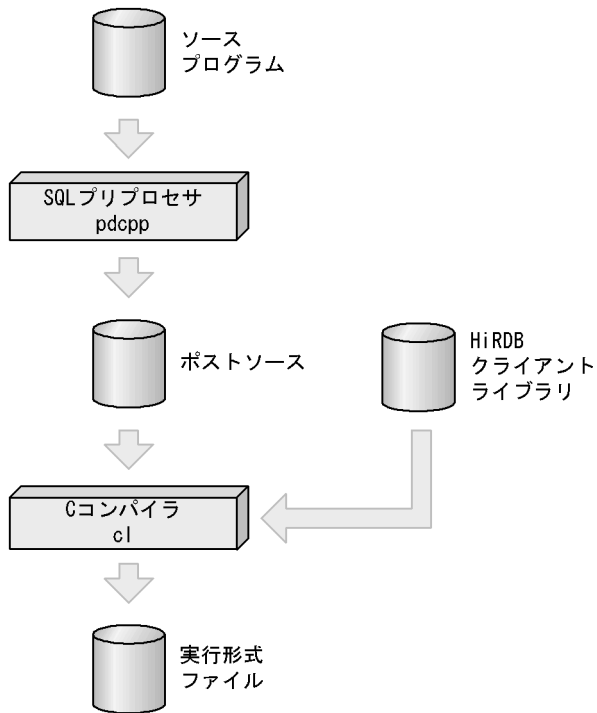 ソース
プログラム
SQLプリプロセサ
pdcpp
ポストソース
HiRDB
クライアント
ライブラリ
Cコンパイラ
cl
実行形式
ファイル